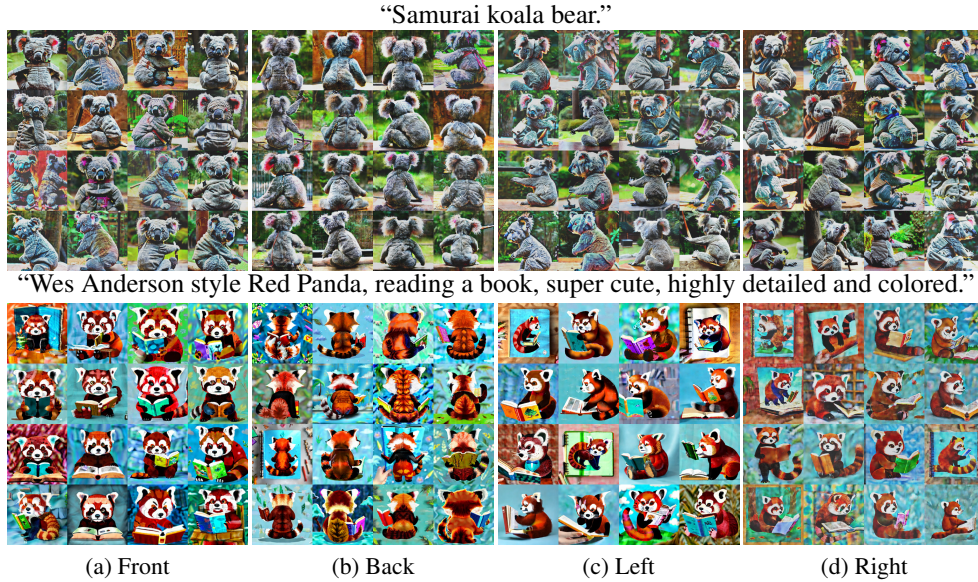 “Samurai koala bear.”
“Wes Anderson style Red Panda, reading a book, super cute, highly detailed and colored.”
(a) Front (b) Back (c) Left (d) Right